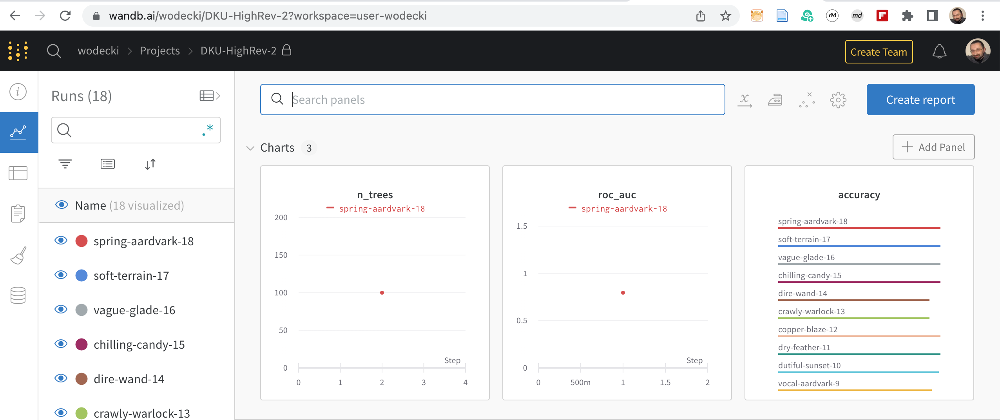 wandb.ai/wodecki/DKU-HighRev-2?workspace=user-wodecki
rM
md
wodecki > Projects > DKU-HighRev-2
Create Team
Runs (18)
.*
Name (18 visualized)
spring-aardvark-18
soft-terrain-17
vague-glade-16
chilling-candy-15
dire-wand-14
crawly-warlock-13
Search panels
Create report
Charts 3
Add Panel
n_trees
spring-aardvark-18
200
150
100
50
0
Step
0 1 2 3 4
roc_auc
spring-aardvark-18
1.5
1
0.5
0
Step
0 500m 1 1.5 2
accuracy
spring-aardvark-18
soft-terrain-17
vague-glade-16
chilling-candy-15
dire-wand-14
crawly-warlock-13
copper-blaze-12
dry-feather-11
dutiful-sunset-10
vocal-aardvark-9